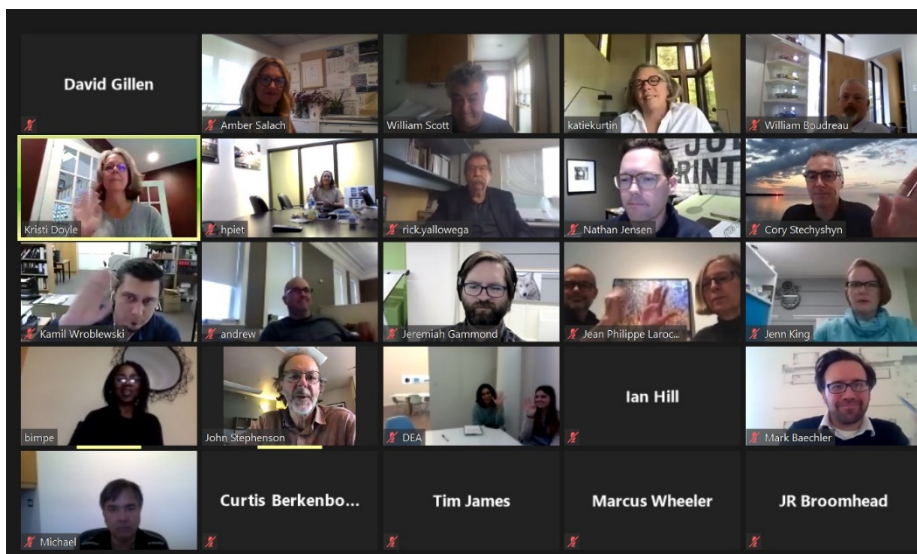 David Gillen
Amber Salach
William Scott
katiekurtin
William Boudreau
Kristi Doyle
hpiet
rick.yallowega
Nathan Jensen
PRINT
Cory Stechyshyn
Kamil Wroblewski
andrew
Jeremiah Gammond
Jean Philippe Laroc...
Jenn King
bimpe
John Stephenson
DEA
Ian Hill
Mark Baechler
Michael
Curtis Berkenbo...
Tim James
Marcus Wheeler
JR Broomhead